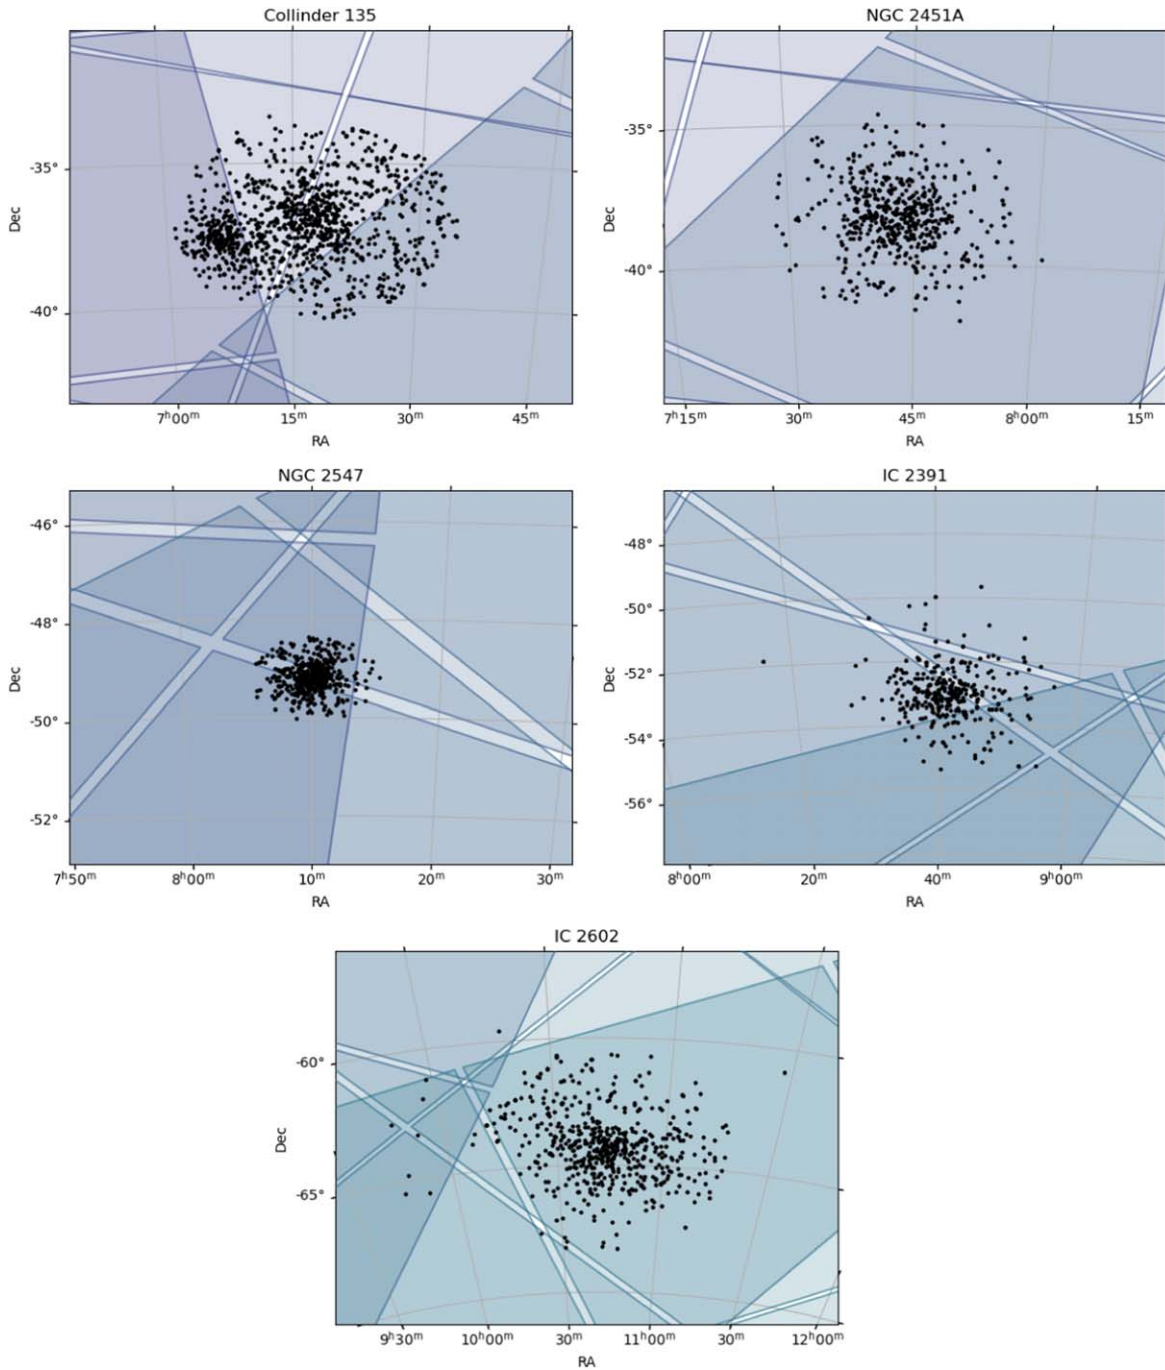 Collinder 135
NGC 2451A
-35°
-40°
Dec
7h00m 15m 30m 45m
RA
-35°
-40°
Dec
7h15m 30m 45m 8h00m 15m
RA
NGC 2547
IC 2391
-46°
-48°
-50°
-52°
Dec
7h50m 8h00m 10m 20m 30m
RA
-48°
-50°
-52°
-54°
-56°
Dec
8h00m 20m 40m 9h00m
RA
IC 2602
-60°
-65°
Dec
9h30m 10h00m 30m 11h00m 30m 12h00m
RA